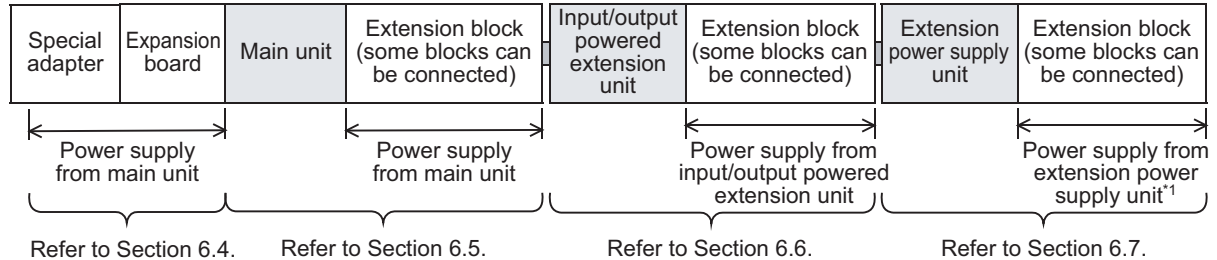 Special
adapter
Expansion
board
Main unit
Extension block
(some blocks can
be connected)
Input/output
powered
extension
unit
Extension block
(some blocks can
be connected)
Extension
power supply
unit
Extension block
(some blocks can
be connected)
Power supply
from main unit
Power supply
from main unit
Power supply from
input/output powered
extension unit
Power supply from
extension power
supply unit*1
Refer to Section 6.4.
Refer to Section 6.5.
Refer to Section 6.6.
Refer to Section 6.7.